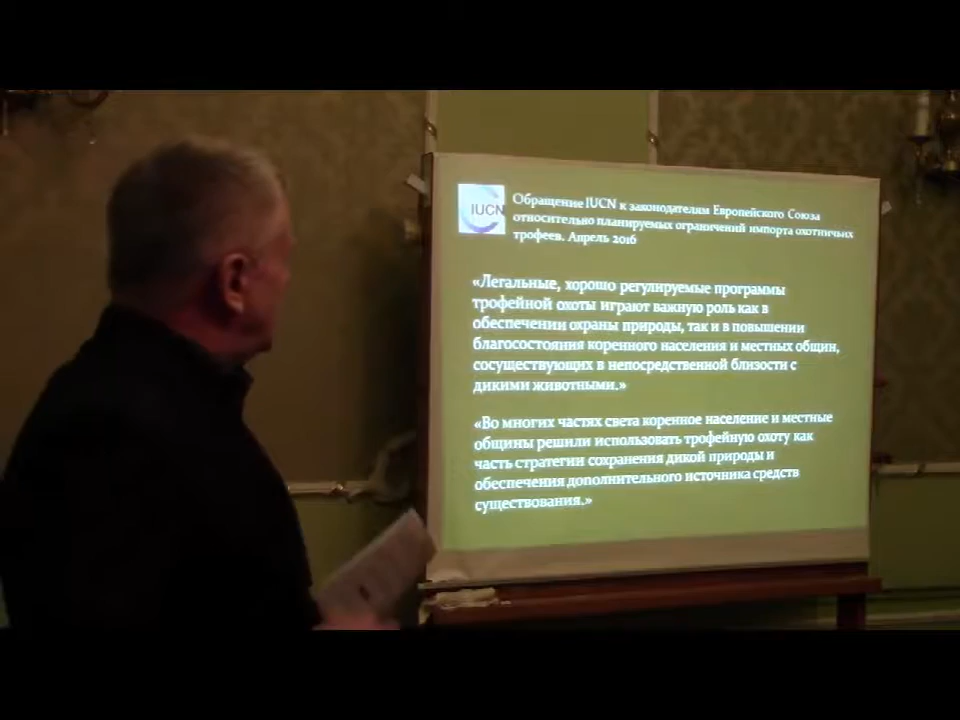 IUCN
Обращение IUCN к законодателям Европейского Союза
относительно планируемых ограничений импорта охотничьих
трофеев. Апрель 2016
«Легальные, хорошо регулируемые программы
трофейной охоты играют важную роль как в
обеспечении охраны природы, так и в повышении
благосостояния коренного населения и местных общин,
сосуществующих в непосредственной близости с
дикими животными.»
«Во многих частях света коренное население и местные
общины решили использовать трофейную охоту как
часть стратегии сохранения дикой природы и
обеспечения дополнительного источника средств
существования.»